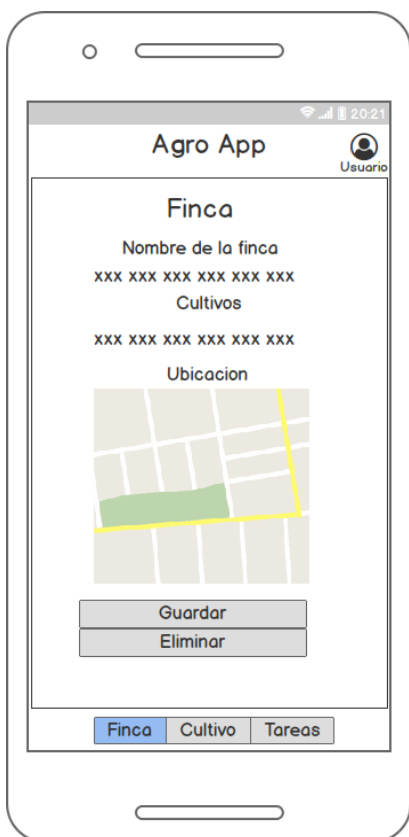 20:21
Agro App
Usuario
Finca
Nombre de la finca
xxx xxx xxx xxx xxx xxx
Cultivos
xxx xxx xxx xxx xxx xxx
Ubicacion
Guardar
Eliminar
Finca Cultivo Tareas